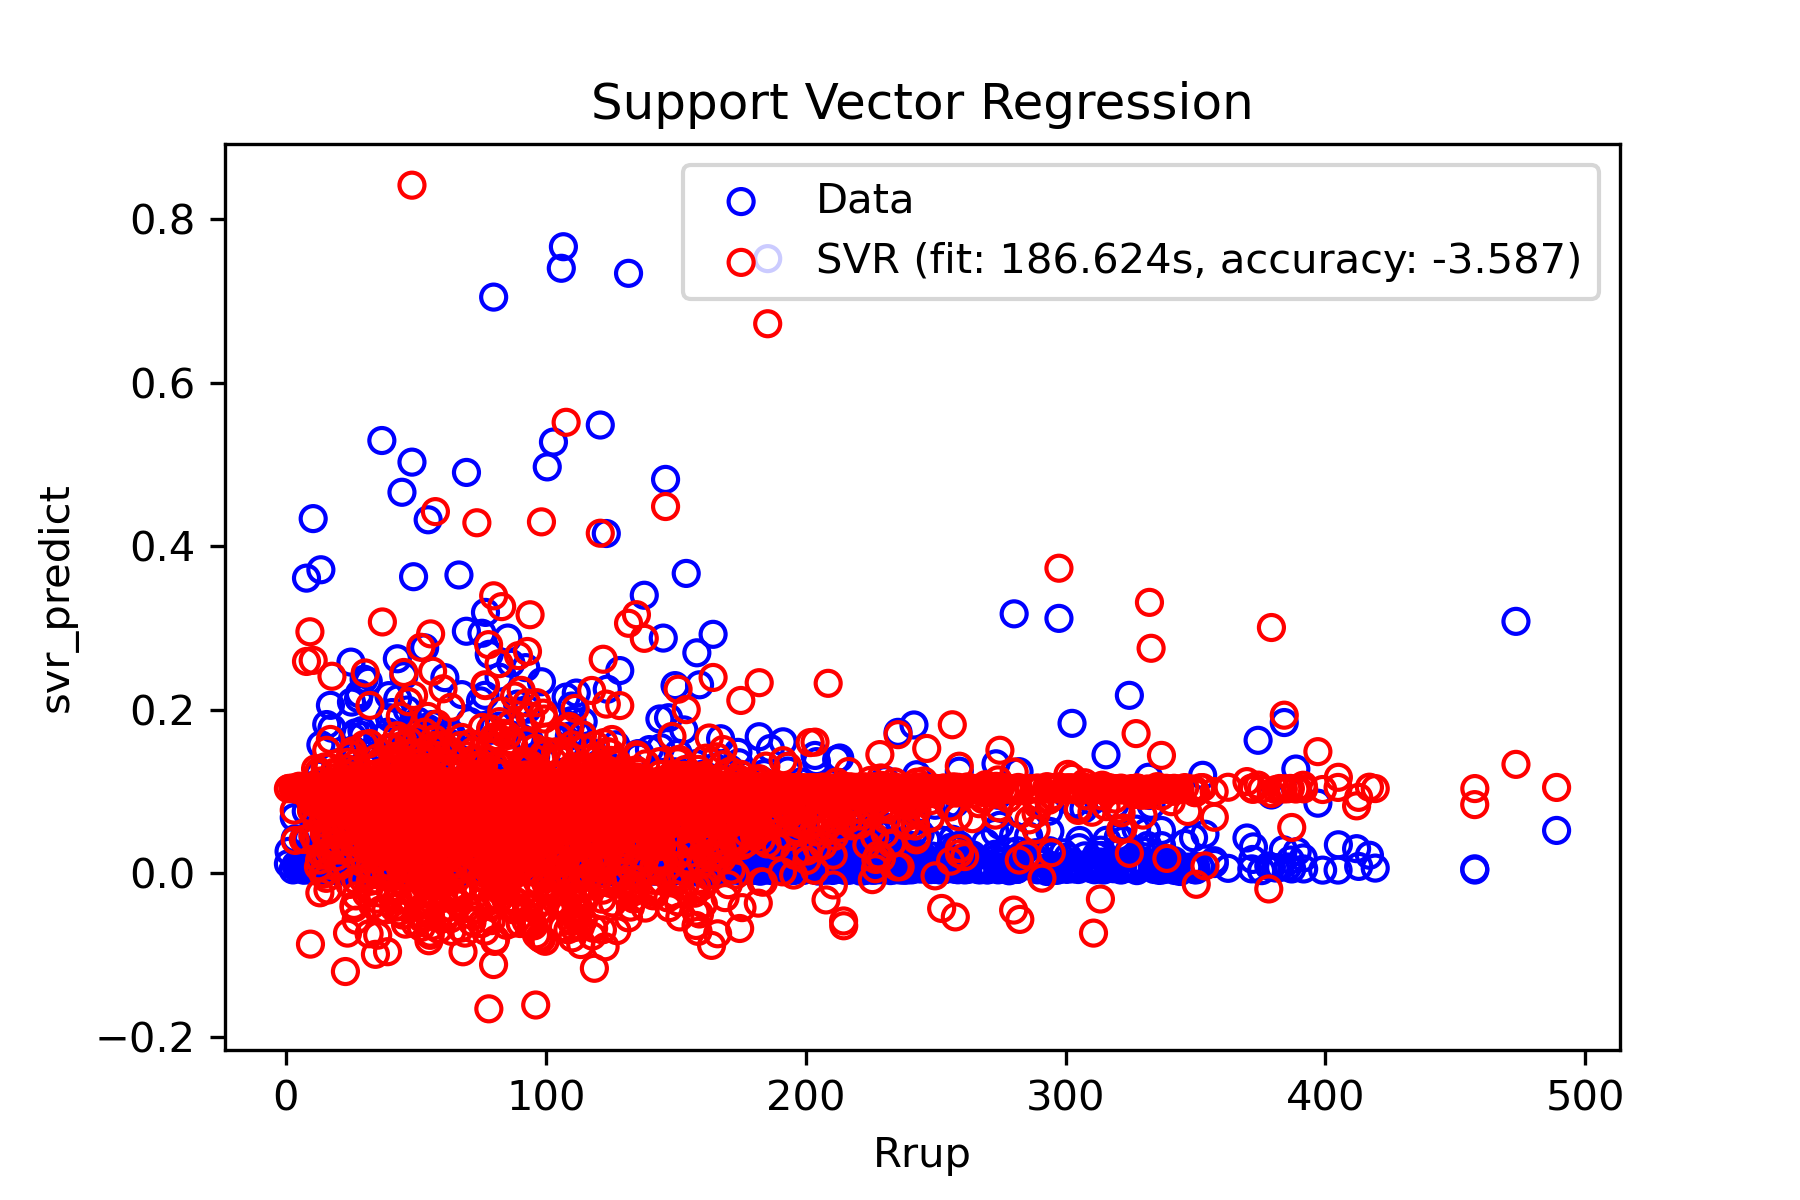 Support Vector Regression
Data
SVR (fit: 186.624s, accuracy: -3.587)
svr_predict
0.8
0.6
0.4
0.2
0.0
−0.2
0
100
200
300
400
500
Rrup